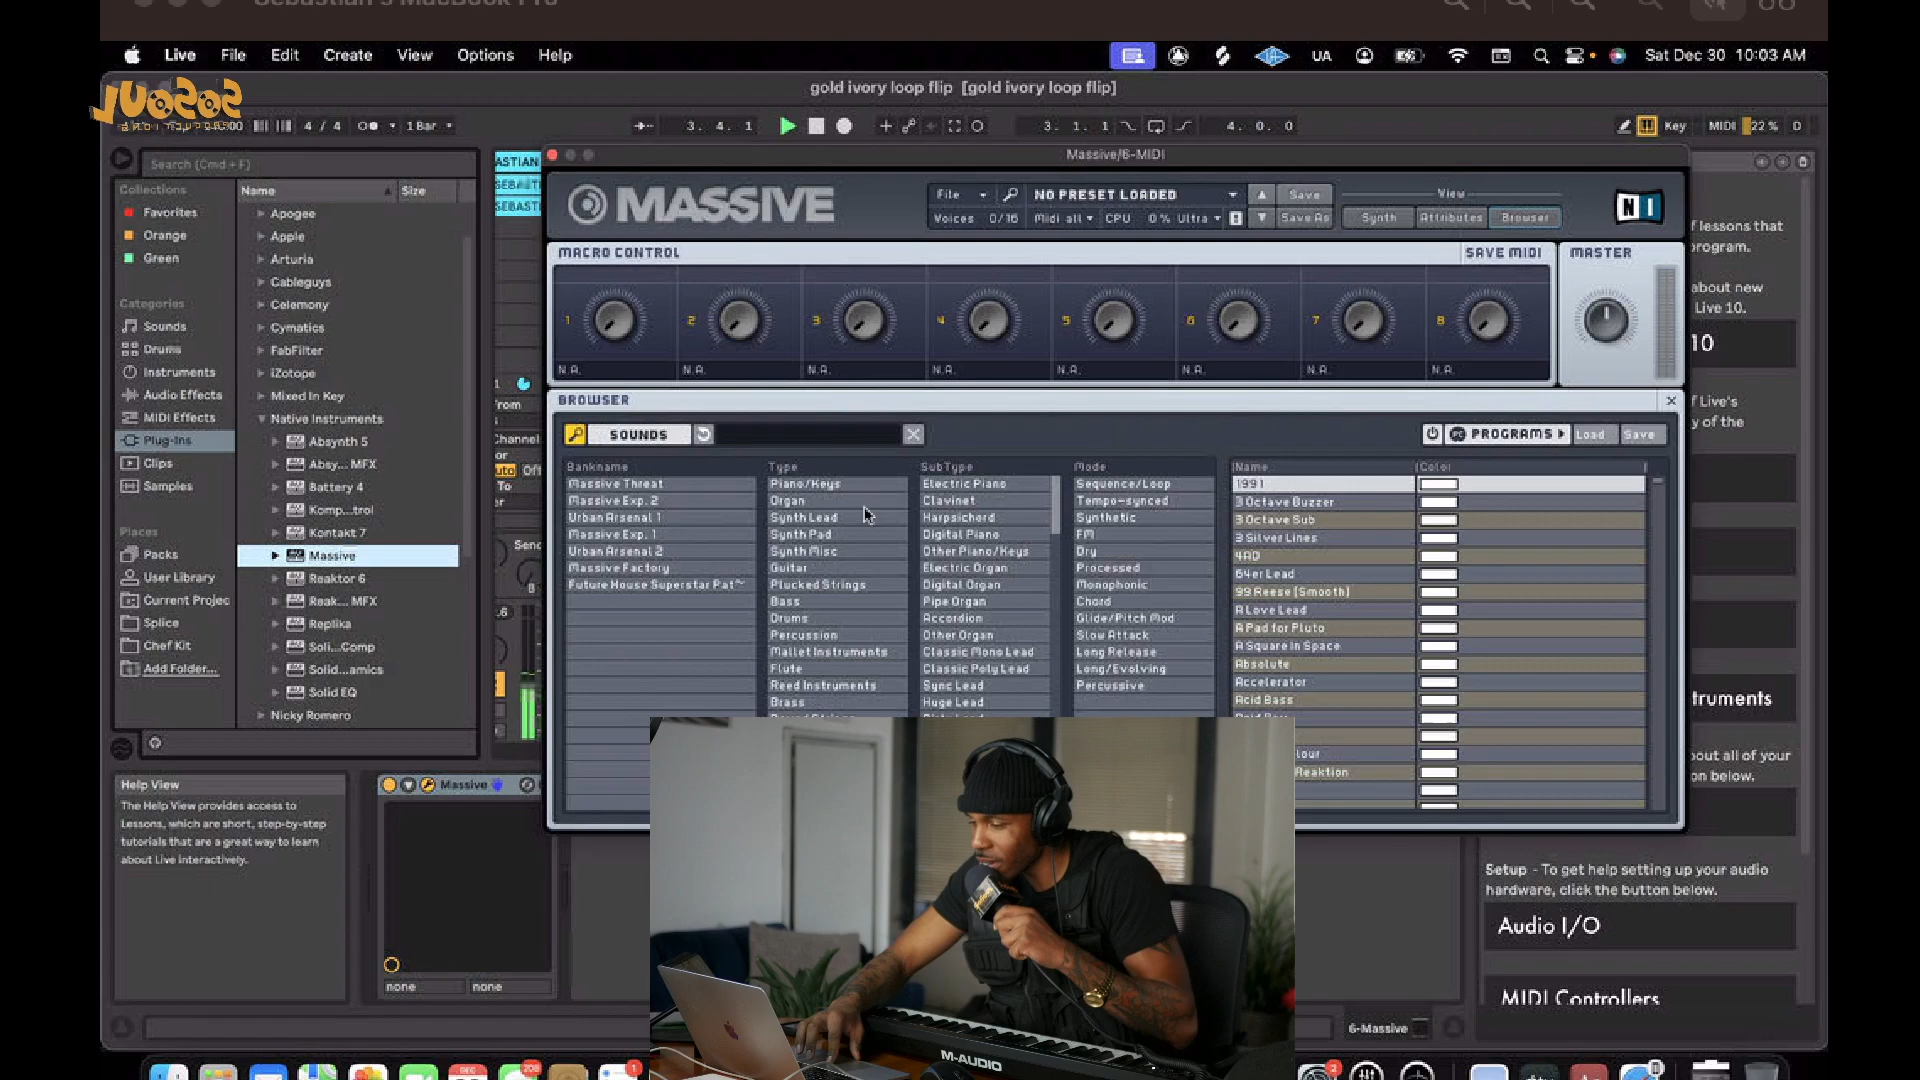 Sebastian's MacBook Pro
Live File Edit Create View Options Help
UA Sat Dec 30 10:03 AM
gold ivory loop flip [gold ivory loop flip]
4 / 4 1 Bar 3. 4. 1 3. 1. 1 4. 0. 0 Key MIDI 22 % D
Search (Cmd + F)
Collections
Favorites
Orange
Green
Categories
Sounds
Drums
Instruments
Audio Effects
MIDI Effects
Plug-Ins
Clips
Samples
Places
Packs
User Library
Current Projec
Splice
Chef Kit
Add Folder...
Name Size
Apogee
Apple
Arturia
Cableguys
Celemony
Cymatics
FabFilter
iZotope
Mixed In Key
Native Instruments
Absynth 5
Absy... MFX
Battery 4
Komp...trol
Kontakt 7
Massive
Reaktor 6
Reak... MFX
Replika
Soli...Comp
Solid...amics
Solid EQ
Nicky Romero
Massive/6-MIDI
MASSIVE
File NO PRESET LOADED Save
Voices 0/16 Midi all CPU 0% Ultra Save As
View
Synth Attributes Browser
NI
MACRO CONTROL SAVE MIDI MASTER
1 2 3 4 5 6 7 8
N.A. N.A. N.A. N.A. N.A. N.A. N.A. N.A.
BROWSER
SOUNDS
PROGRAMS Load Save
Bankname
Massive Threat
Massive Exp. 2
Urban Arsenal 1
Massive Exp. 1
Urban Arsenal 2
Massive Factory
Future House Superstar Pat~
Type
Piano/Keys
Organ
Synth Lead
Synth Pad
Synth Misc
Guitar
Plucked Strings
Bass
Drums
Percussion
Mallet Instruments
Flute
Reed Instruments
Brass
SubType
Electric Piano
Clavinet
Harpsichord
Digital Piano
Other Piano/Keys
Electric Organ
Digital Organ
Pipe Organ
Accordion
Other Organ
Classic Mono Lead
Classic Poly Lead
Sync Lead
Huge Lead
Mode
Sequence/Loop
Tempo-synced
Synthetic
FM
Dry
Processed
Monophonic
Chord
Glide/Pitch Mod
Slow Attack
Long Release
Long/Evolving
Percussive
Name Color
1991
3 Octave Buzzer
3 Octave Sub
3 Silver Lines
4AD
64er Lead
99 Reese [Smooth]
A Love Lead
A Pad for Pluto
A Square In Space
Absolute
Accelerator
Acid Bass
lour
Reaktion
f lessons that
program.
about new
Live 10.
10
f Live's
y of the
truments
bout all of your
on below.
Setup - To get help setting up your audio
hardware, click the button below.
Audio I/O
MIDI Controllers
Help View
The Help View provides access to
Lessons, which are short, step-by-step
tutorials that are a great way to learn
about Live interactively.
Massive
none none
6-Massive
M-AUDIO